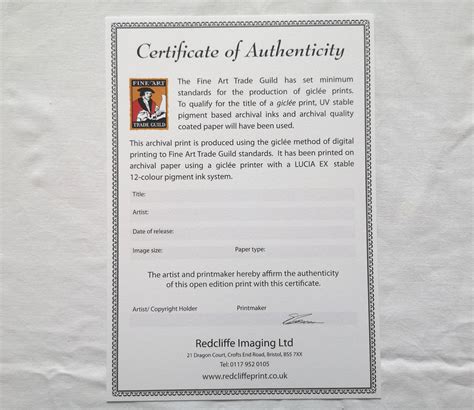 Certificate of Authenticity
FINE ART
TRADE GUILD
The Fine Art Trade Guild has set minimum
standards for the production of giclée prints.
To qualify for the title of a giclée print, UV stable
pigment based archival inks and archival quality
coated paper will have been used.
This archival print is produced using the giclée method of digital
printing to Fine Art Trade Guild standards. It has been printed on
archival paper using a giclée printer with a LUCIA EX stable
12-colour pigment ink system.
Title:
Artist:
Date of release:
Image size: Paper type:
The artist and printmaker hereby affirm the authenticity
of this open edition print with this certificate.
Artist/ Copyright Holder Printmaker
Redcliffe Imaging Ltd
21 Dragon Court, Crofts End Road, Bristol, BS5 7XX
Tel: 0117 952 0105
www.redcliffeprint.co.uk